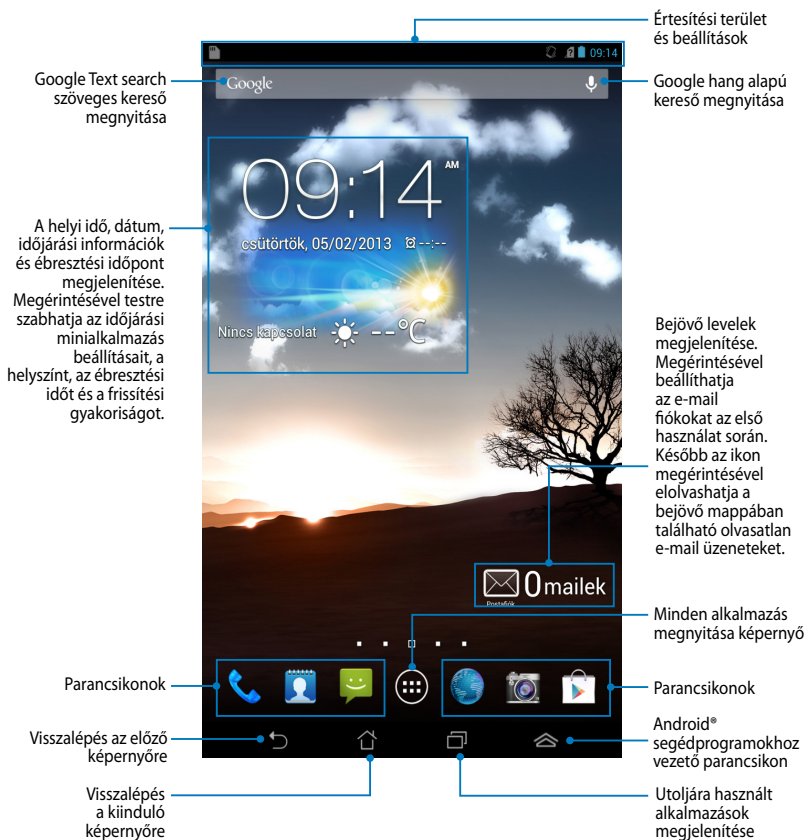 Értesítési terület
és beállítások
09:14
Google Text search
szöveges kereső
megnyitása
Google
Google hang alapú
kereső megnyitása
09:14 AM
csütörtök, 05/02/2013 --:--
Nincs kapcsolat --°C
A helyi idő, dátum,
időjárási információk
és ébresztési időpont
megjelenítése.
Megérintésével testre
szabhatja az időjárási
minialkalmazás
beállításait, a
helyszínt, az ébresztési
időt és a frissítési
gyakoriságot.
Bejövő levelek
megjelenítése.
Megérintésével
beállíthatja
az e-mail
fiókokat az első
használat során.
Később az ikon
megérintésével
elolvashatja a
bejövő mappában
található olvasatlan
e-mail üzeneteket.
0 mailek
Postafiók
Minden alkalmazás
megnyitása képernyő
Parancsikonok
Parancsikonok
Visszalépés az előző
képernyőre
Android®
segédprogramokhoz
vezető parancsikon
Visszalépés
a kiinduló
képernyőre
Utoljára használt
alkalmazások
megjelenítése